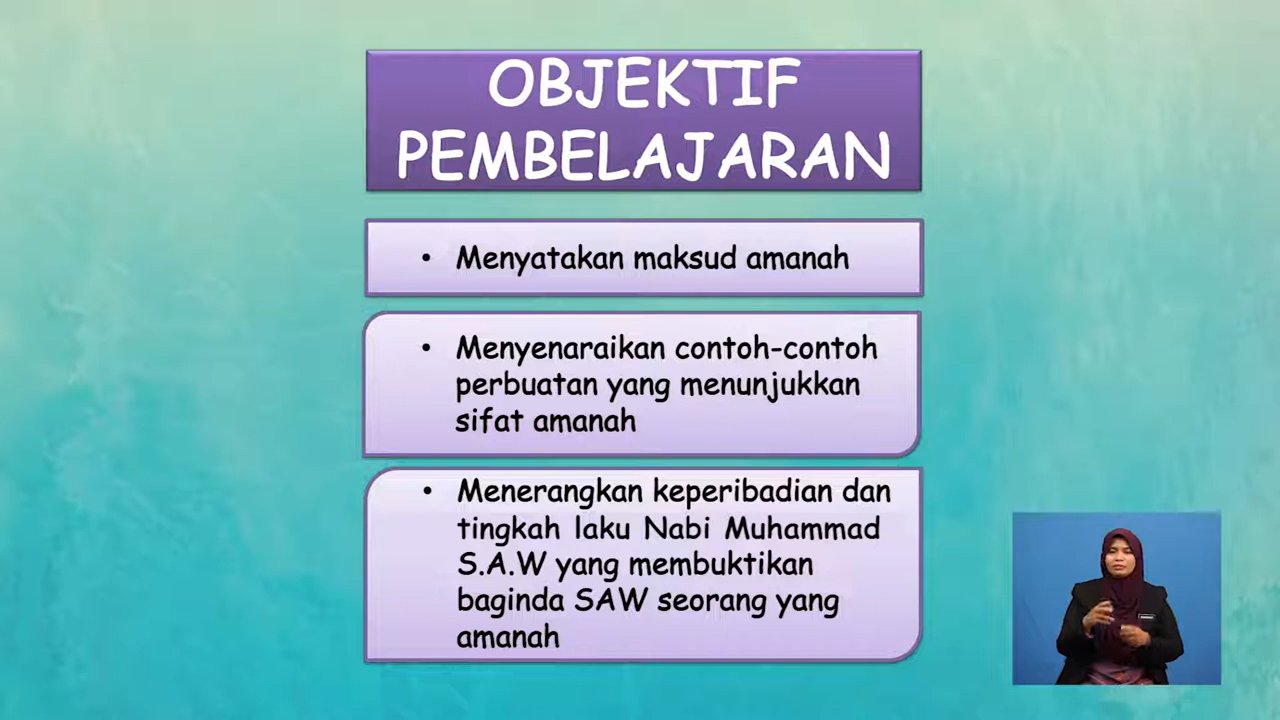 OBJEKTIF
PEMBELAJARAN
• Menyatakan maksud amanah
• Menyenaraikan contoh-contoh
perbuatan yang menunjukkan
sifat amanah
• Menerangkan keperibadian dan
tingkah laku Nabi Muhammad
S.A.W yang membuktikan
baginda SAW seorang yang
amanah